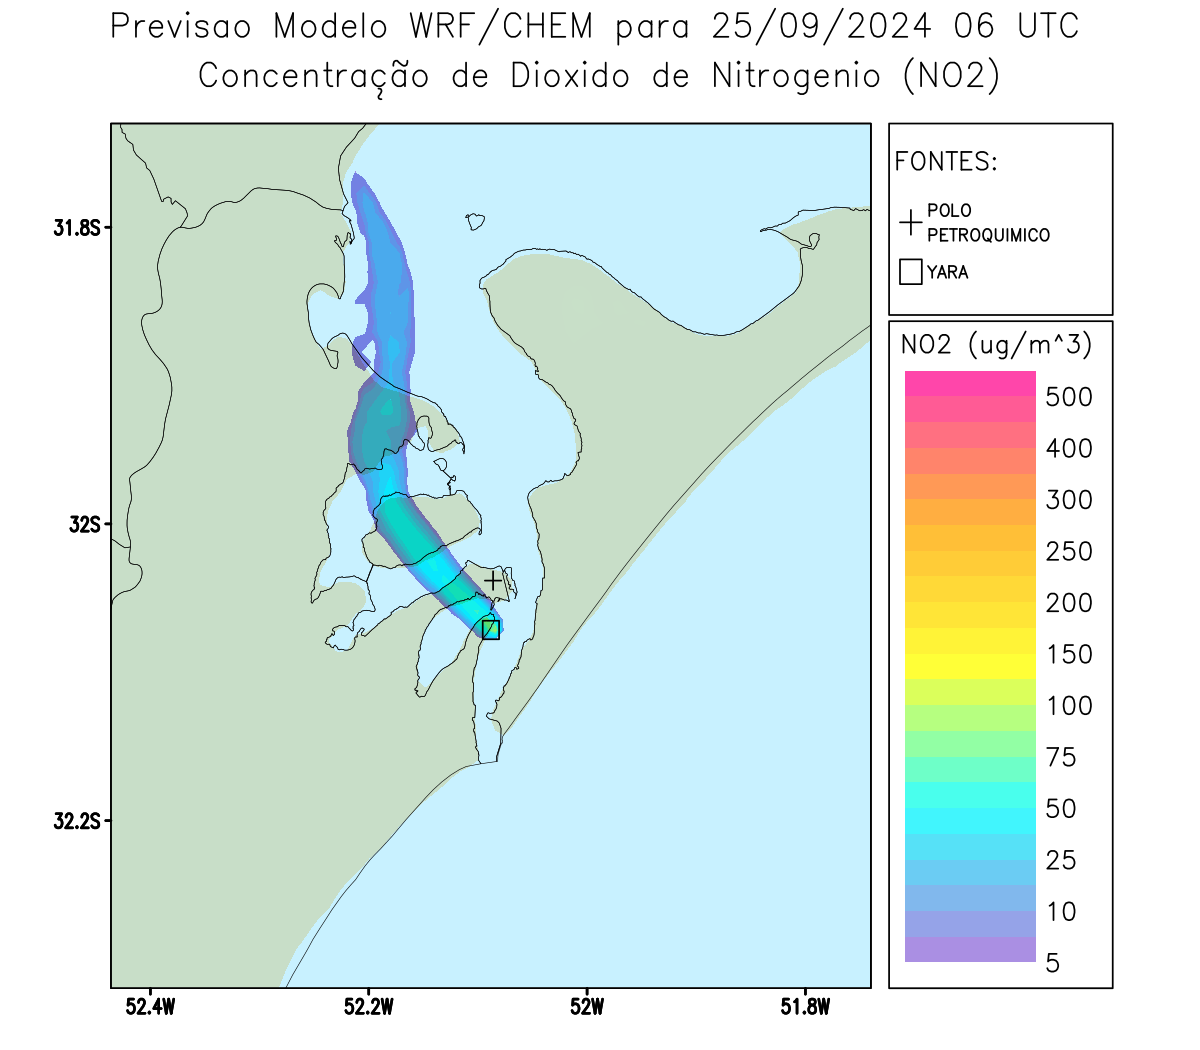 Previsao Modelo WRF/CHEM para 25/09/2024 06 UTC
Concentração de Dioxido de Nitrogenio (NO2)
FONTES:
POLO
PETROQUIMICO
YARA
NO2 (ug/m^3)
500
400
300
250
200
150
100
75
50
25
10
5
31.8S
32S
32.2S
52.4W
52.2W
52W
51.8W